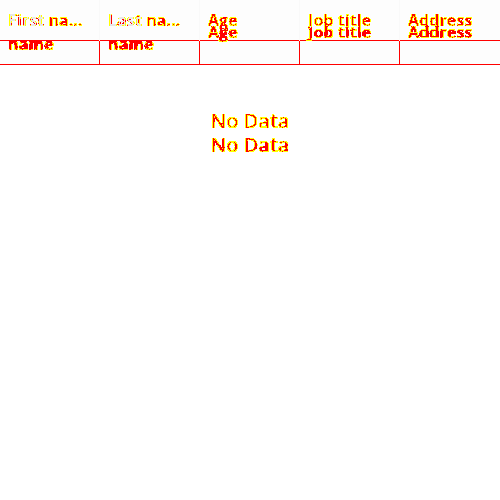 First na... Last na... Age Job title Address
Age Job title Address
name name
No Data
No Data